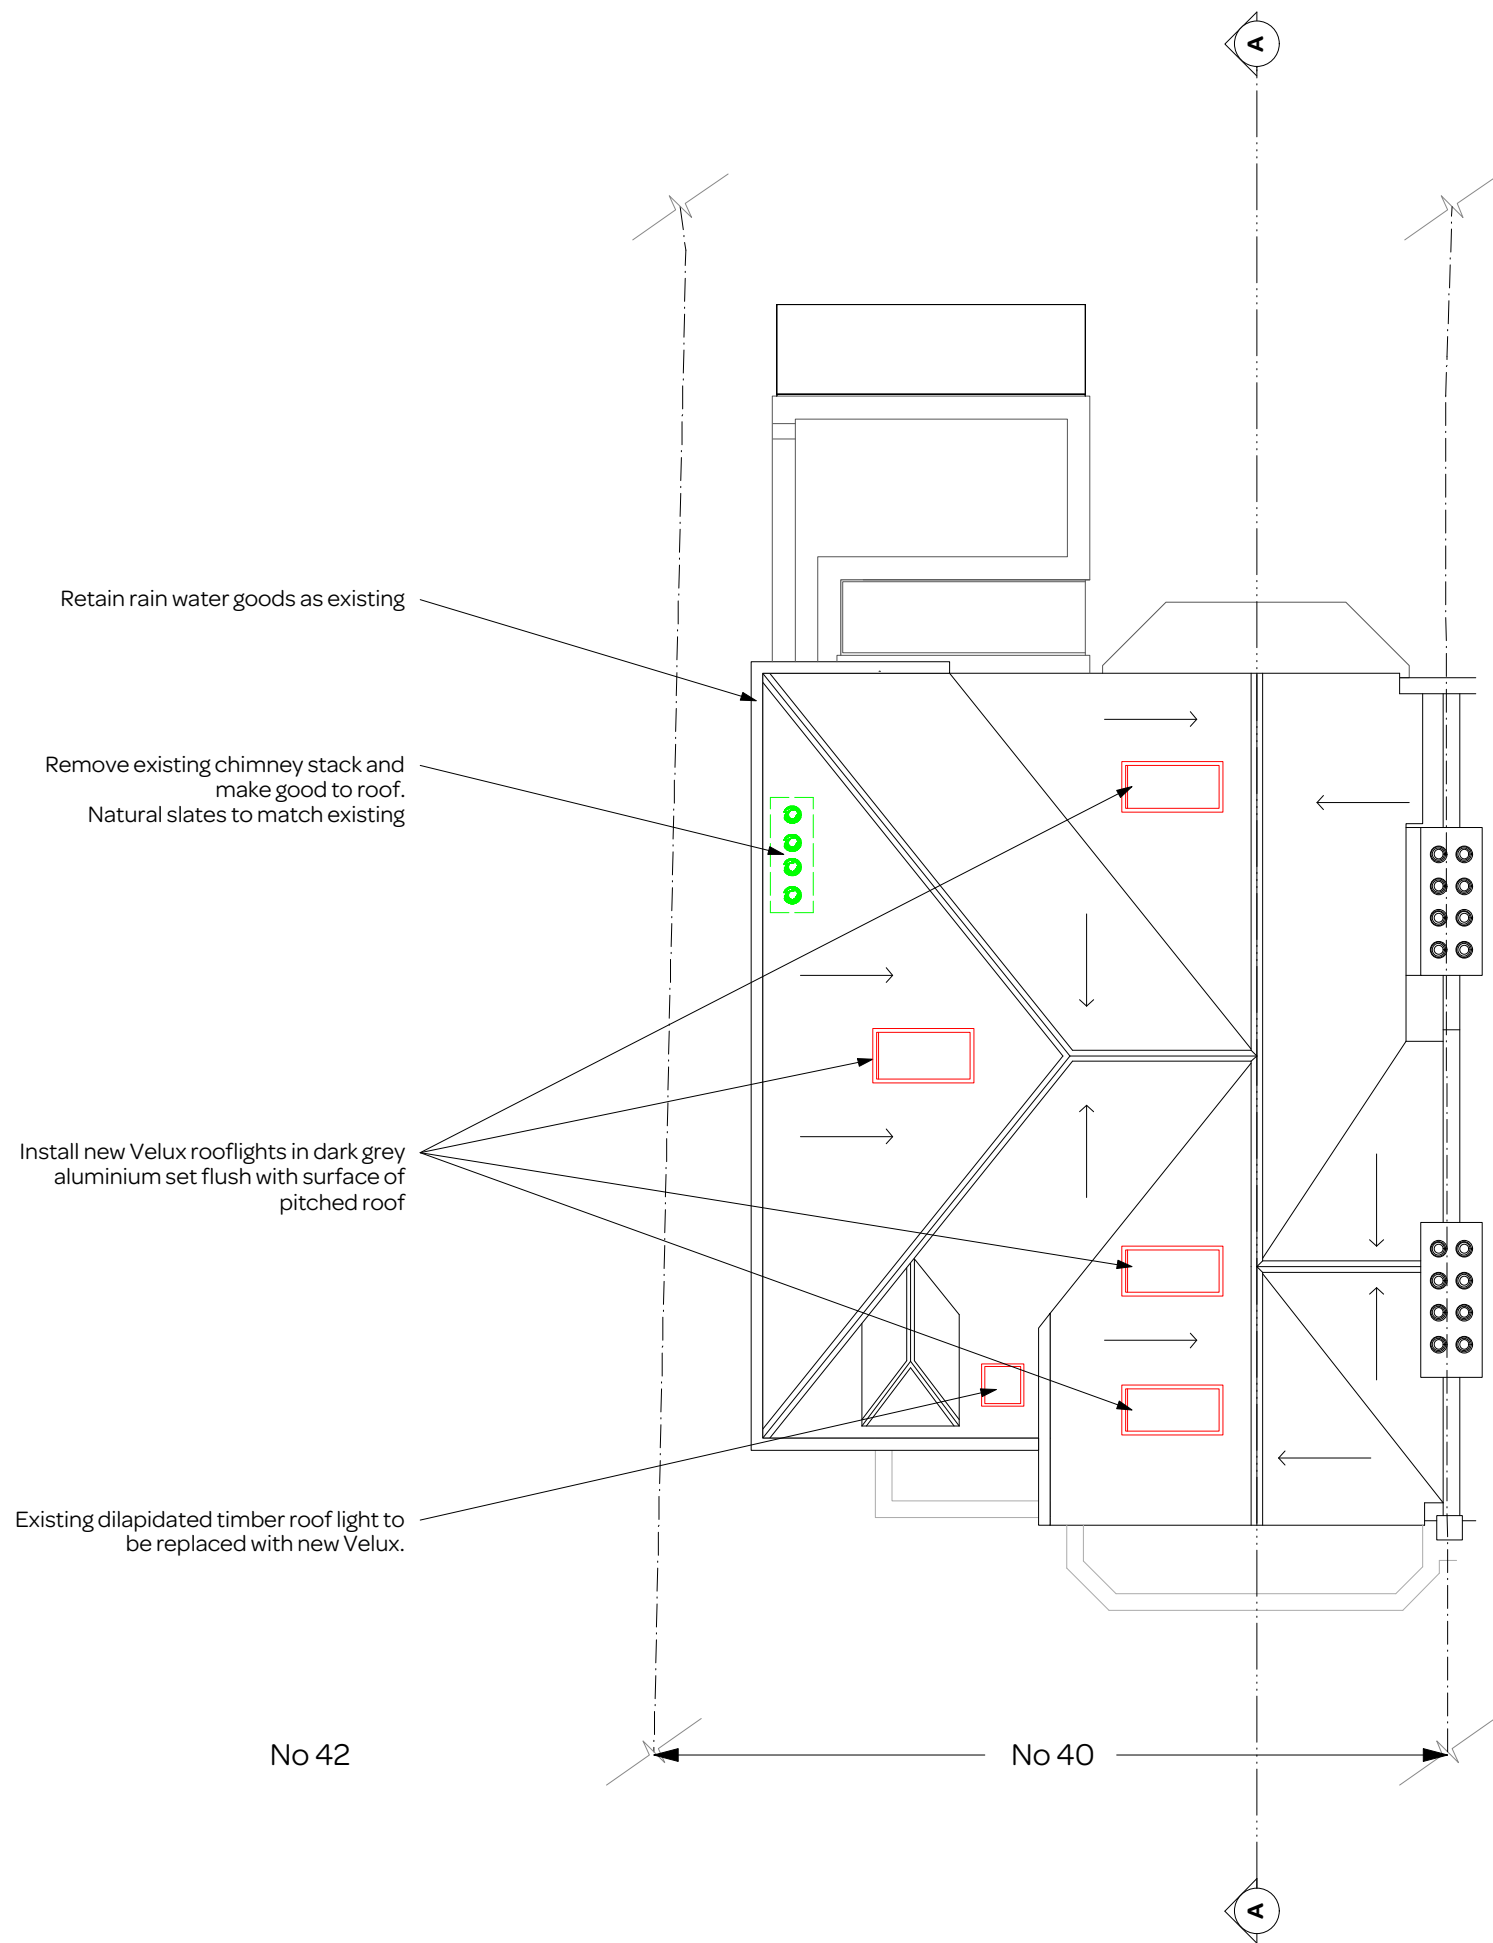 A
Retain rain water goods as existing
Remove existing chimney stack and
make good to roof.
Natural slates to match existing
Install new Velux rooflights in dark grey
aluminium set flush with surface of
pitched roof
Existing dilapidated timber roof light to
be replaced with new Velux.
No 42
No 40
A